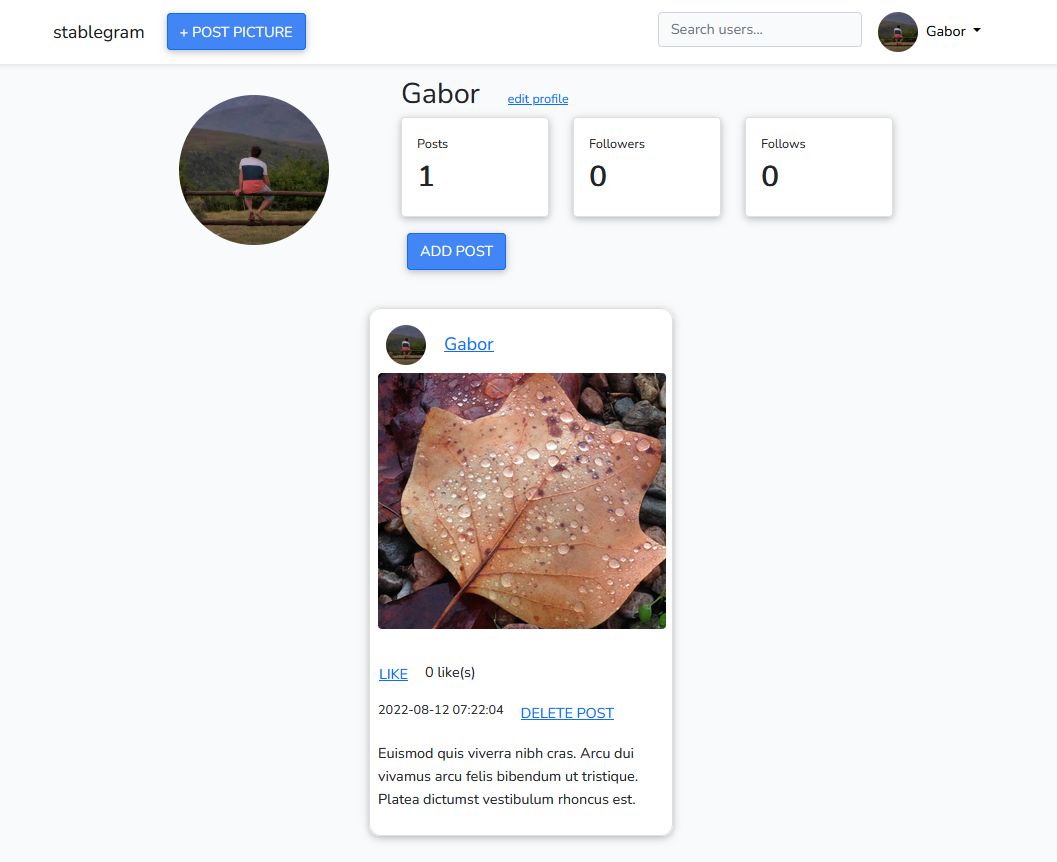 stablegram
+ POST PICTURE
Search users...
Gabor
Gabor
edit profile
Posts
1
Followers
0
Follows
0
ADD POST
Gabor
LIKE
0 like(s)
2022-08-12 07:22:04
DELETE POST
Euismod quis viverra nibh cras. Arcu dui
vivamus arcu felis bibendum ut tristique.
Platea dictumst vestibulum rhoncus est.